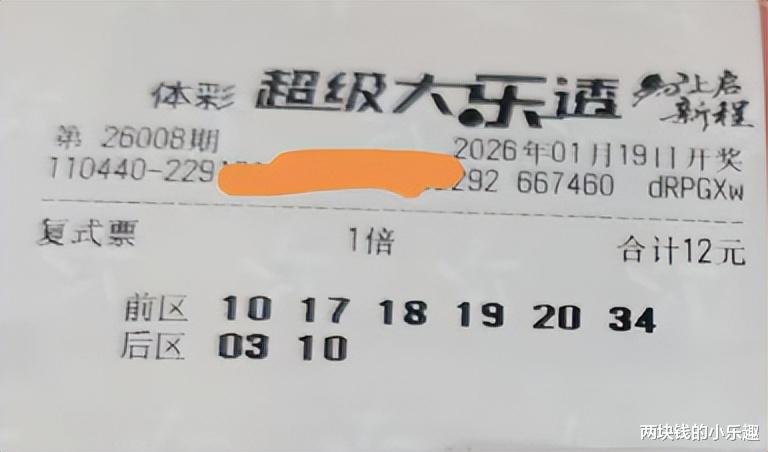 体彩 超级大乐透 马上启
新程
第 26008期 2026年01月19日开奖
110440-229 292 667460 dRPGXw
复式票 1倍 合计12元
前区 10 17 18 19 20 34
后区 03 10
两块钱的小乐趣